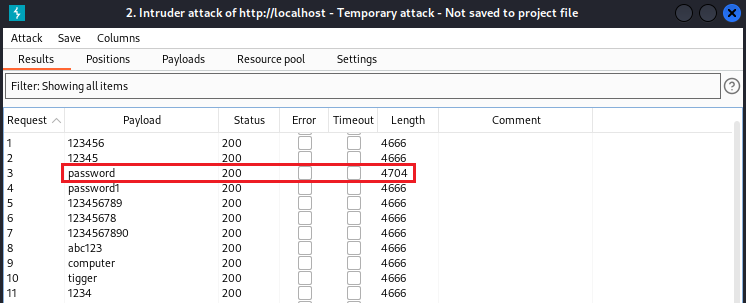 2. Intruder attack of http://localhost - Temporary attack - Not saved to project file
Attack Save Columns
Results Positions Payloads Resource pool Settings
Filter: Showing all items
?
Request Payload Status Error Timeout Length Comment
1 123456 200 4666
2 12345 200 4666
3 password 200 4704
4 password1 200 4666
5 123456789 200 4666
6 12345678 200 4666
7 1234567890 200 4666
8 abc123 200 4666
9 computer 200 4666
10 tigger 200 4666
11 1234 200 4666